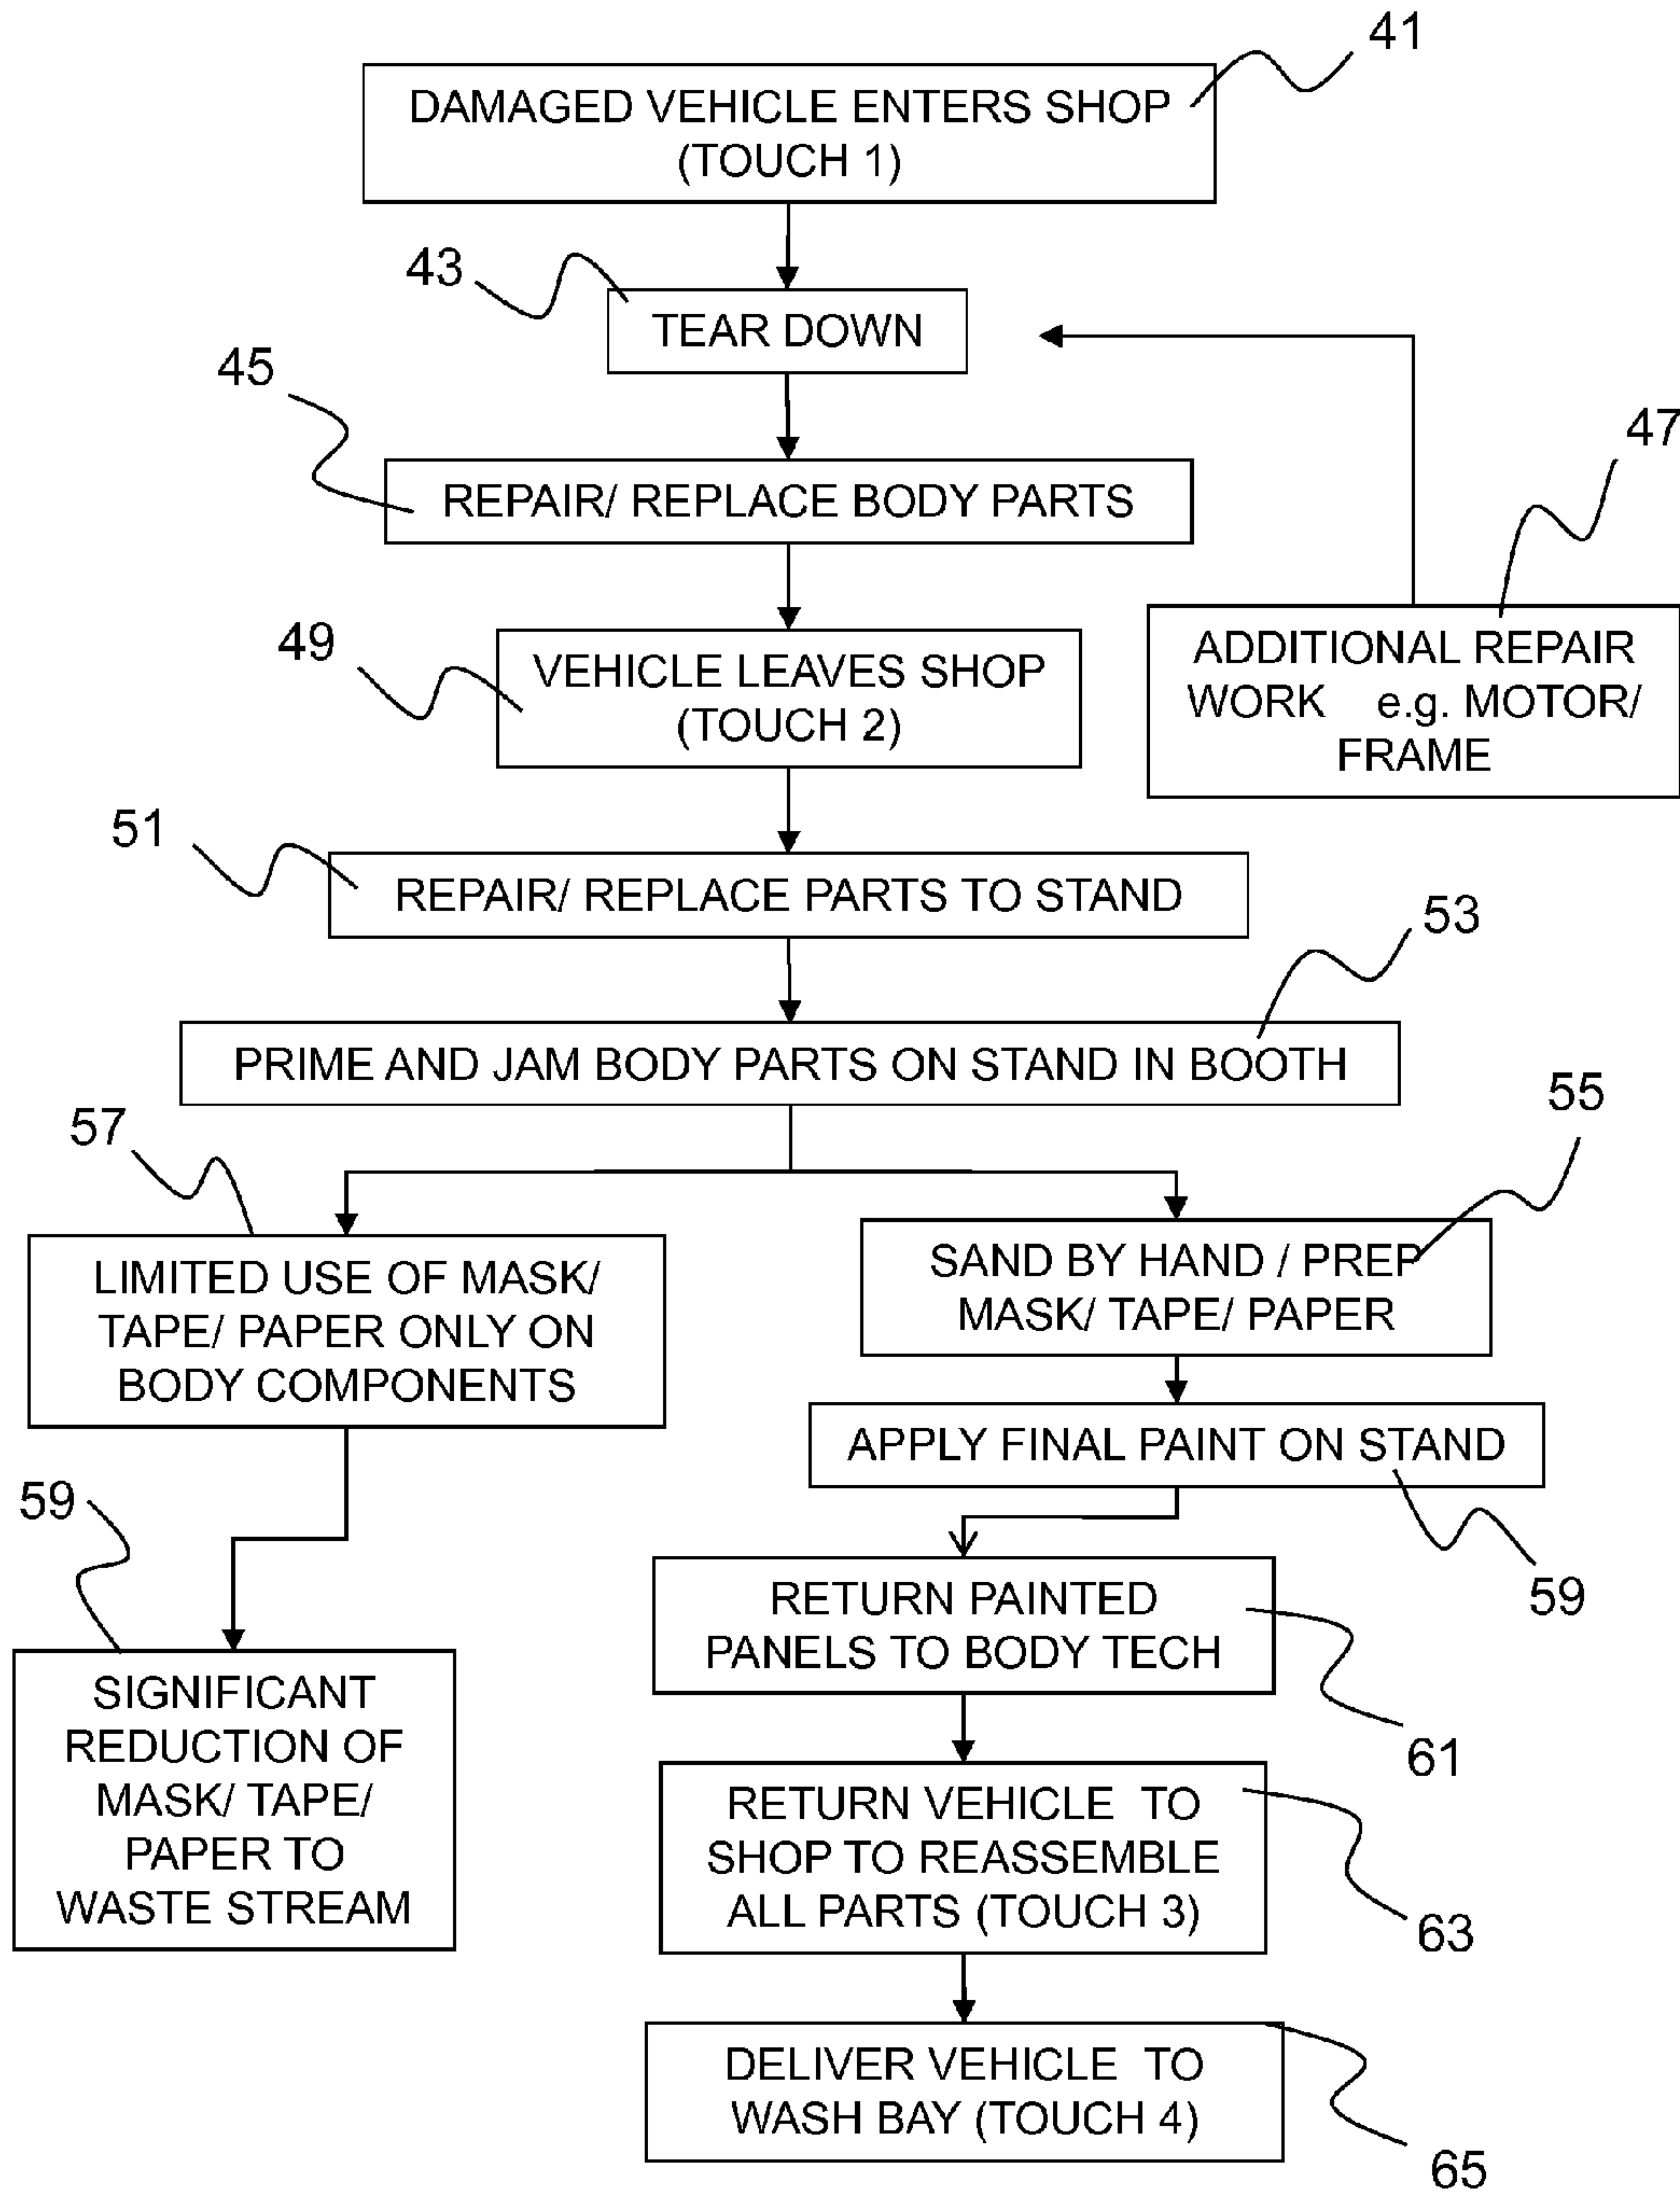 41
DAMAGED VEHICLE ENTERS SHOP
(TOUCH 1)
43
TEAR DOWN
45
REPAIR/ REPLACE BODY PARTS
47
ADDITIONAL REPAIR
WORK e.g. MOTOR/
FRAME
49
VEHICLE LEAVES SHOP
(TOUCH 2)
51
REPAIR/ REPLACE PARTS TO STAND
53
PRIME AND JAM BODY PARTS ON STAND IN BOOTH
57
LIMITED USE OF MASK/
TAPE/ PAPER ONLY ON
BODY COMPONENTS
55
SAND BY HAND / PREP
MASK/ TAPE/ PAPER
APPLY FINAL PAINT ON STAND
59
59
SIGNIFICANT
REDUCTION OF
MASK/ TAPE/
PAPER TO
WASTE STREAM
RETURN PAINTED
PANELS TO BODY TECH
61
RETURN VEHICLE TO
SHOP TO REASSEMBLE
ALL PARTS (TOUCH 3)
63
DELIVER VEHICLE TO
WASH BAY (TOUCH 4)
65